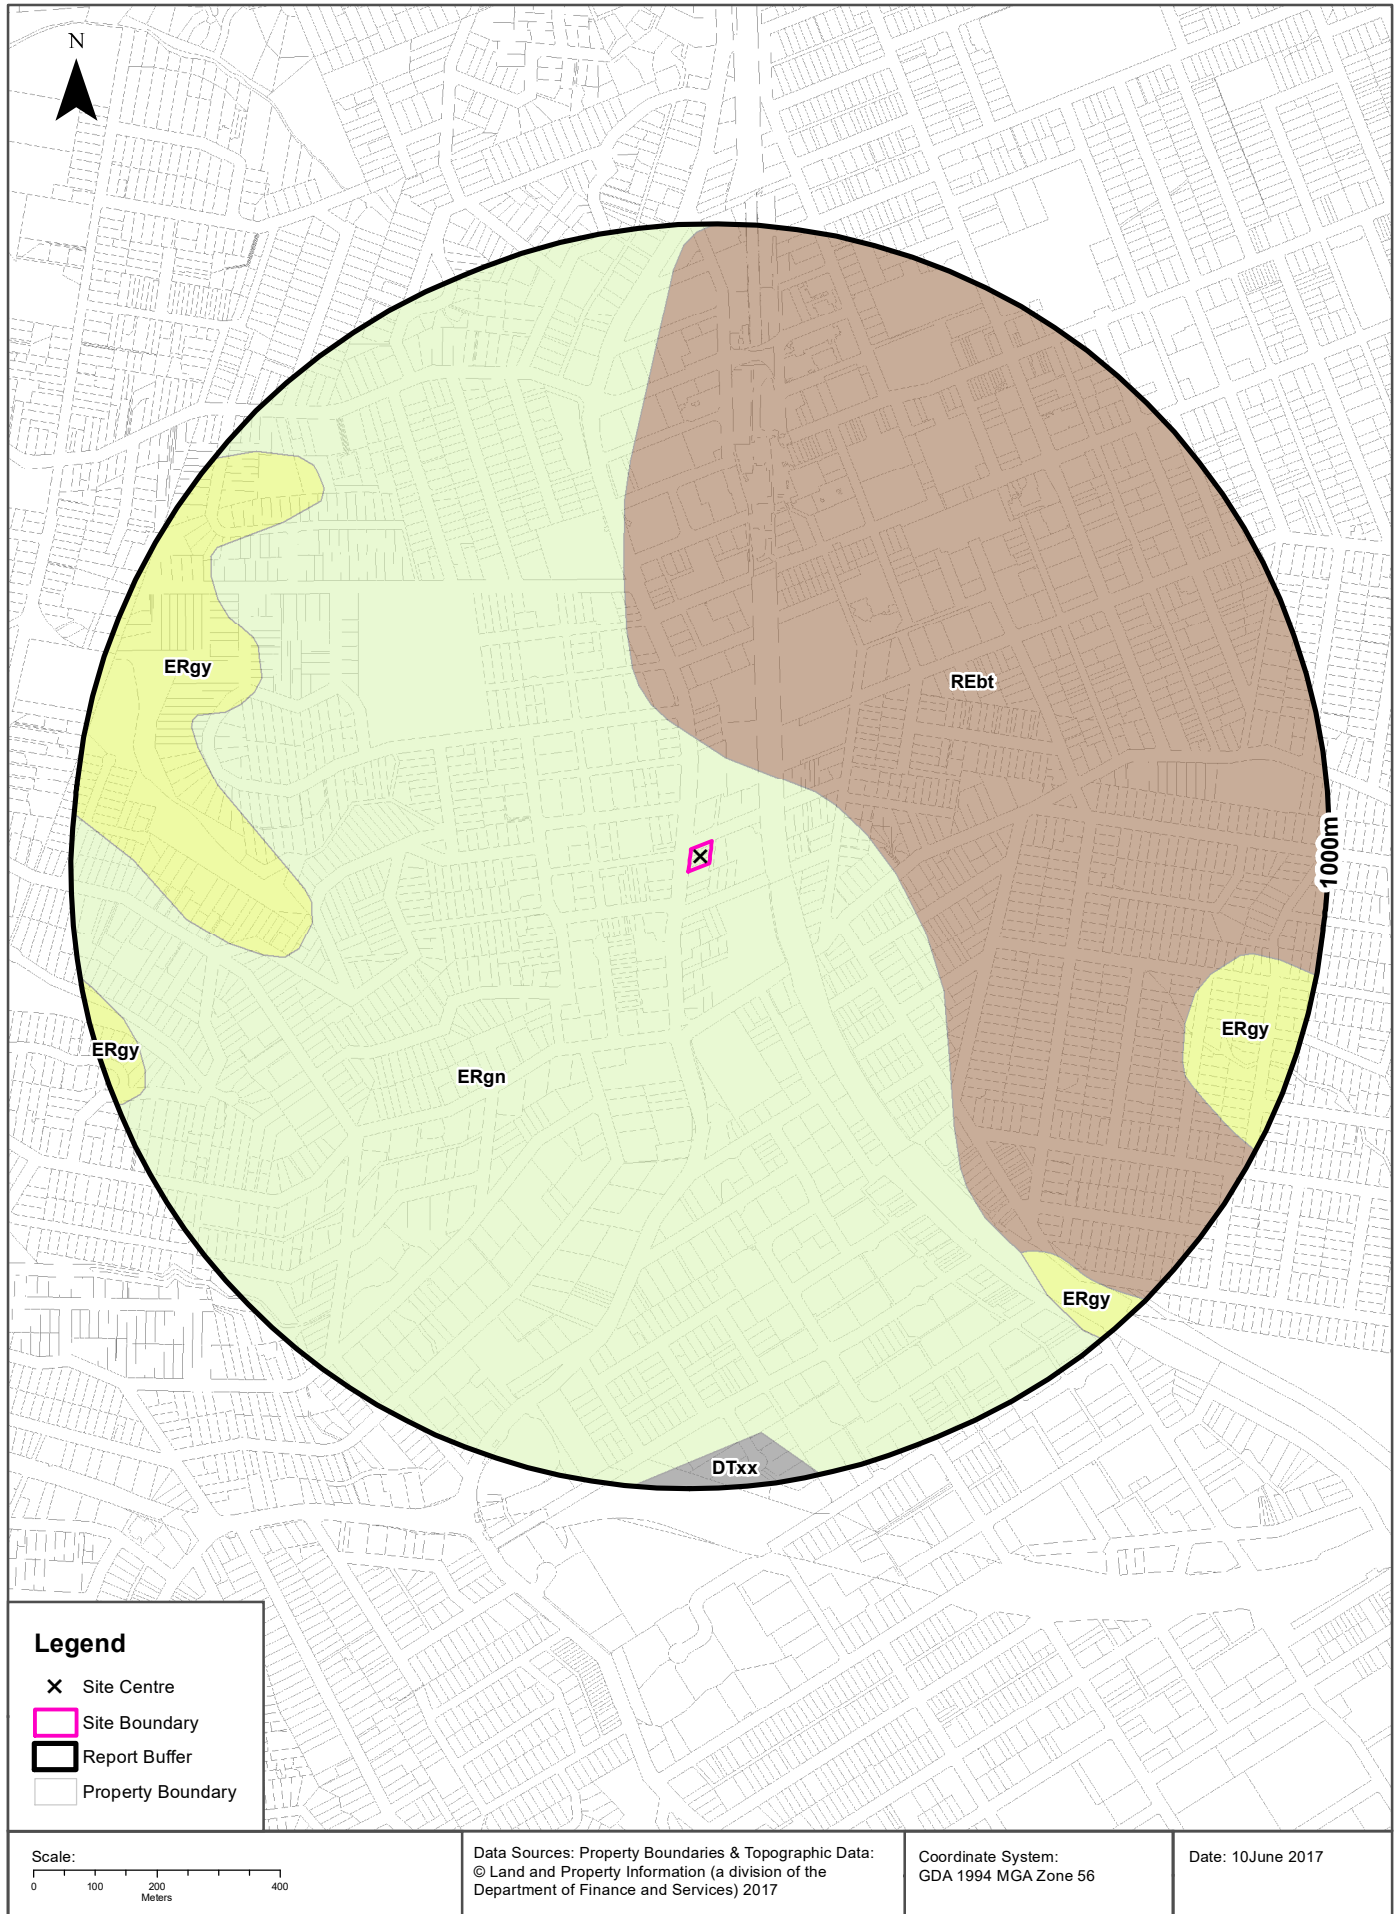 N
ERgy
REbt
1000m
ERgy
ERgy
ERgn
ERgy
DTxx
Legend
Site Centre
Site Boundary
Report Buffer
Property Boundary
Scale:
0 100 200 400
Meters
Data Sources: Property Boundaries & Topographic Data:
© Land and Property Information (a division of the
Department of Finance and Services) 2017
Coordinate System:
GDA 1994 MGA Zone 56
Date: 10June 2017